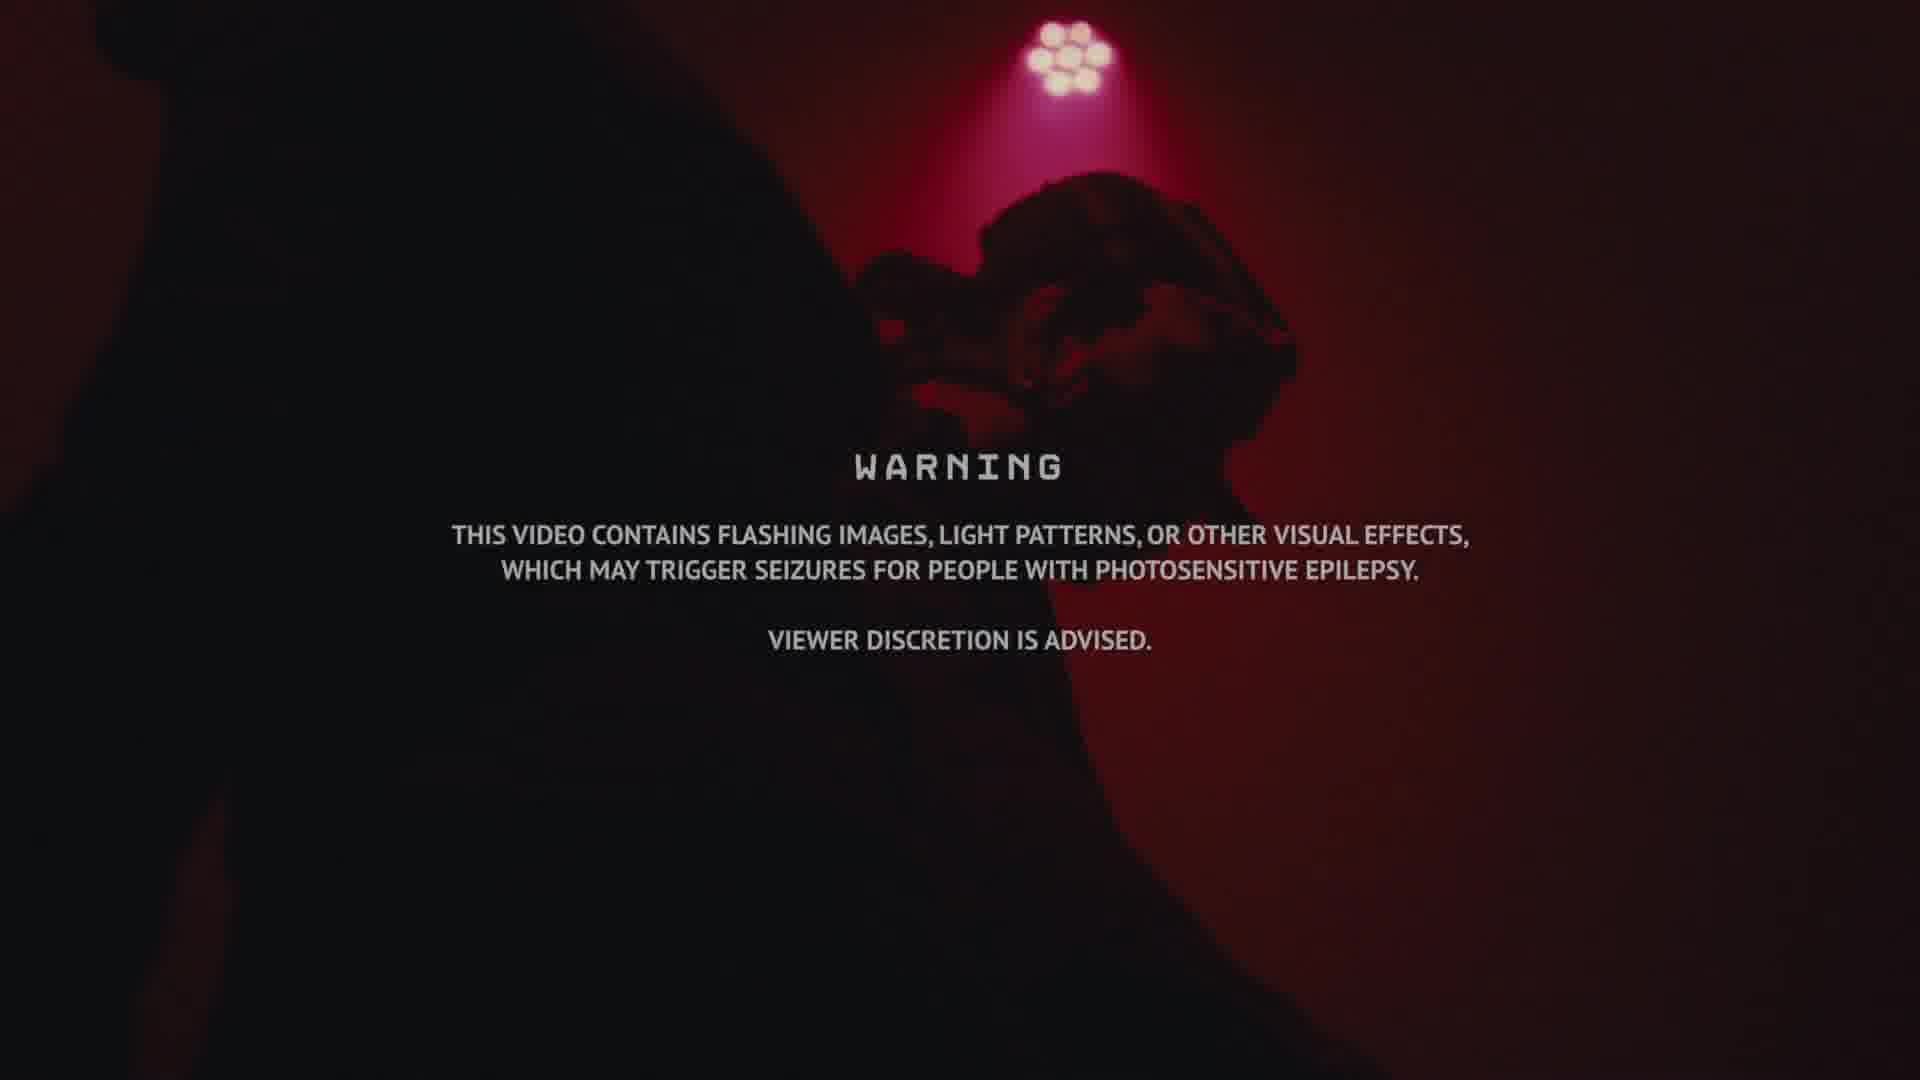 WARNING
THIS VIDEO CONTAINS FLASHING IMAGES, LIGHT PATTERNS, OR OTHER VISUAL EFFECTS,
WHICH MAY TRIGGER SEIZURES FOR PEOPLE WITH PHOTOSENSITIVE EPILEPSY.
VIEWER DISCRETION IS ADVISED.